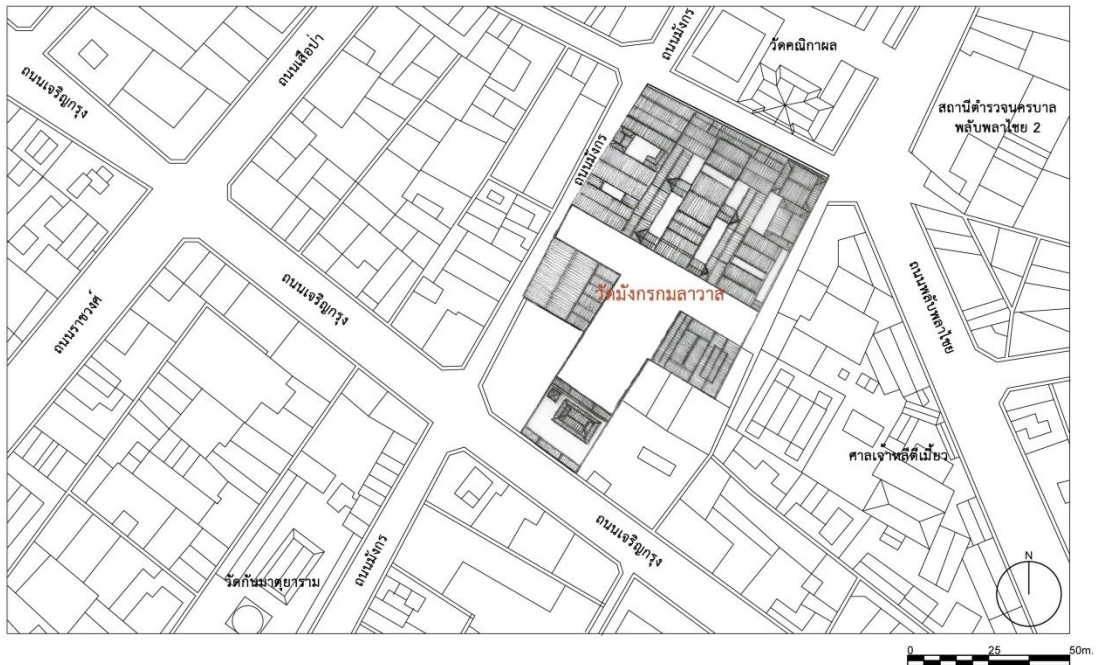 ถนนมังกร
วัดคณิกาผล
ถนนเสือป่า
ถนนเจริญกรุง
สถานีตำรวจนครบาล
พลับพลาไชย 2
ถนนมังกร
ถนนเจริญกรุง
วัดมังกรกมลาวาส
ถนนราชวงศ์
ถนนพลับพลาไชย
ศาลเจ้าหลีตี้เมี้ยว
ถนนเจริญกรุง
ถนนมังกร
วัดกันมาตุยาราม
N
0 25 50m.